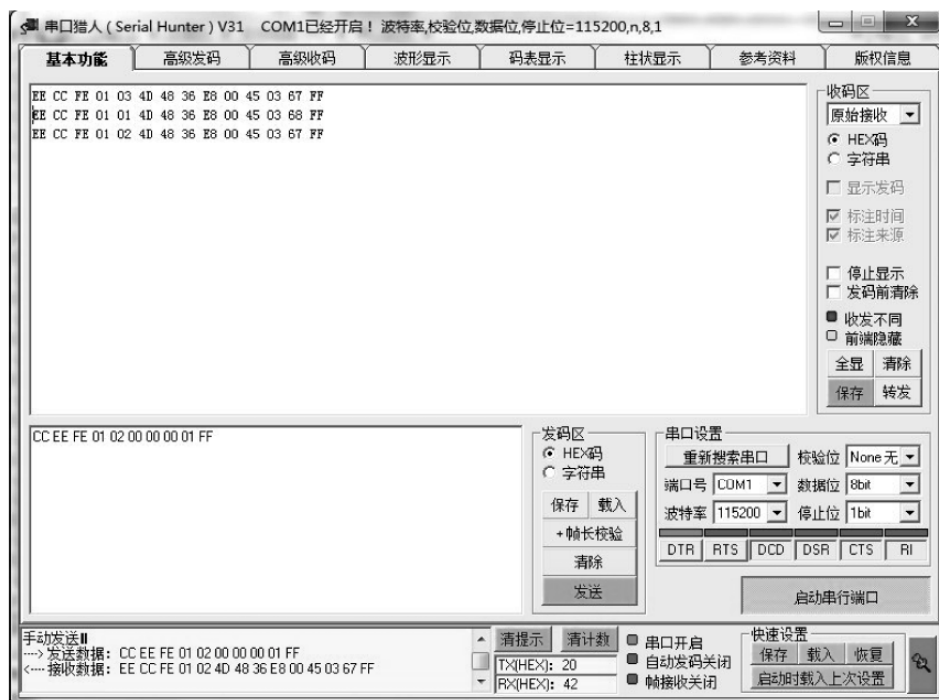 串口猎人 ( Serial Hunter ) V31 COM1已经开启！ 波特率,校验位,数据位,停止位=115200,n,8,1
基本功能 高级发码 高级收码 波形显示 码表显示 柱状显示 参考资料 版权信息
EE CC FE 01 03 4D 48 36 E8 00 45 03 67 FF
EE CC FE 01 01 4D 48 36 E8 00 45 03 68 FF
EE CC FE 01 02 4D 48 36 E8 00 45 03 67 FF
收码区
原始接收
HEX码
字符串
显示发码
标注时间
标注来源
停止显示
发码前清除
收发不同
前端隐藏
全显 清除
保存 转发
CC EE FE 01 02 00 00 00 01 FF
发码区
HEX码
字符串
保存 载入
+帧长校验
清除
发送
串口设置
重新搜索串口 校验位 None 无
端口号 COM1 数据位 8bit
波特率 115200 停止位 1bit
DTR RTS DCD DSR CTS RI
启动串行端口
手动发送
----> 发送数据： CC EE FE 01 02 00 00 00 01 FF
<---- 接收数据： EE CC FE 01 02 4D 48 36 E8 00 45 03 67 FF
清提示 清计数
TX(HEX): 20
RX(HEX): 42
串口开启
自动发码关闭
帧接收关闭
快速设置
保存 载入 恢复
启动时载入上次设置